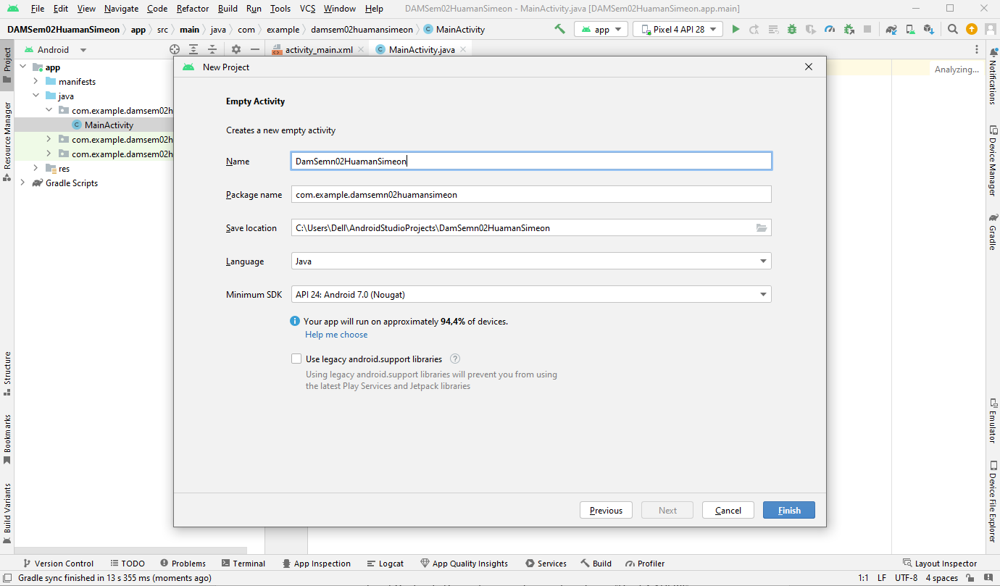 File Edit View Navigate Code Refactor Build Run Tools VCS Window Help DAMSem02HuamanSimeon - MainActivity.java [DAMSem02HuamanSimeon.app.main]
DAMSem02HuamanSimeon app src main java com example damsem02huamansimeon MainActivity app Pixel 4 API 28
Project
Resource Manager
Structure
Bookmarks
Build Variants
Android
app
manifests
java
com.example.damsem02h
MainActivity
com.example.damsem02h
com.example.damsem02h
res
Gradle Scripts
activity_main.xml MainActivity.java
Analyzing...
New Project
Empty Activity
Creates a new empty activity
Name DamSemn02HuamanSimeon
Package name com.example.damsemn02huamansimeon
Save location C:\Users\Dell\AndroidStudioProjects\DamSemn02HuamanSimeon
Language Java
Minimum SDK API 24: Android 7.0 (Nougat)
Your app will run on approximately 94,4% of devices.
Help me choose
Use legacy android.support libraries ?
Using legacy android.support libraries will prevent you from using
the latest Play Services and Jetpack libraries
Previous Next Cancel Finish
Notifications
Device Manager
Gradle
Emulator
Device File Explorer
Version Control TODO Problems Terminal App Inspection Logcat App Quality Insights Services Build Profiler Layout Inspector
Gradle sync finished in 13 s 355 ms (moments ago) 1:1 LF UTF-8 4 spaces